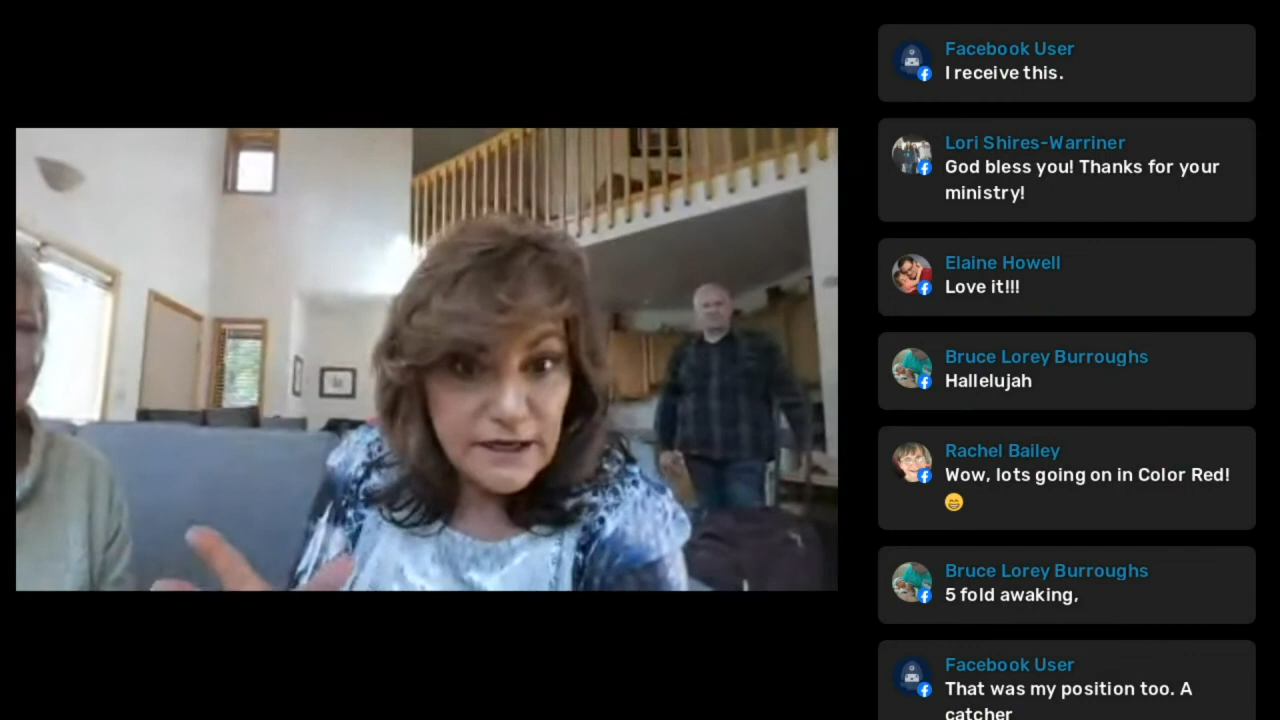 Facebook User
I receive this.
Lori Shires-Warriner
God bless you! Thanks for your
ministry!
Elaine Howell
Love it!!!
Bruce Lorey Burroughs
Hallelujah
Rachel Bailey
Wow, lots going on in Color Red!
😁
Bruce Lorey Burroughs
5 fold awaking,
Facebook User
That was my position too. A
catcher